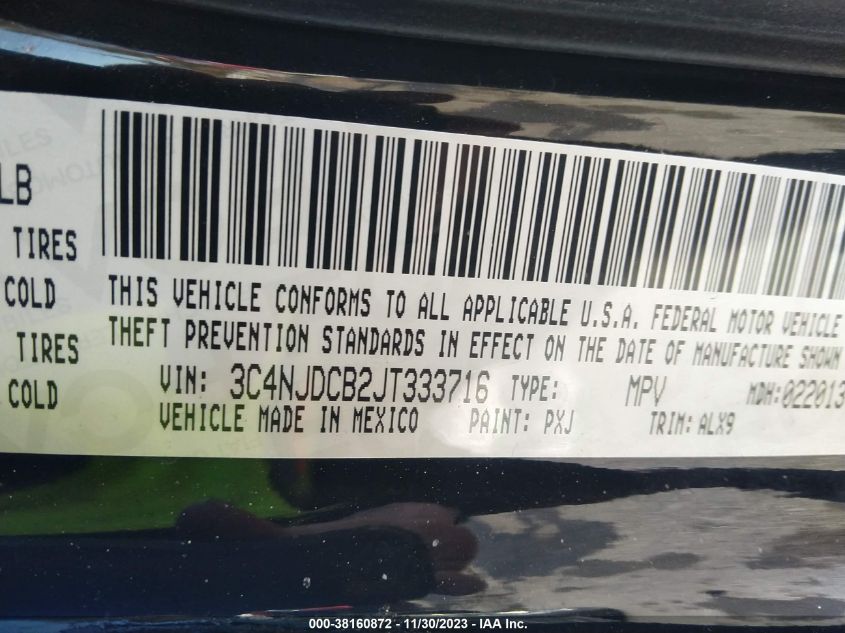 LB
TIRES
COLD
TIRES
COLD
THIS VEHICLE CONFORMS TO ALL APPLICABLE U.S.A. FEDERAL MOTOR VEHICLE
THEFT PREVENTION STANDARDS IN EFFECT ON THE DATE OF MANUFACTURE SHOWN
VIN: 3C4NJDCB2JT333716 TYPE: MPV MDH:022013
VEHICLE MADE IN MEXICO PAINT: PXJ TRIM: ALX9
000-38160872 - 11/30/2023 - IAA Inc.